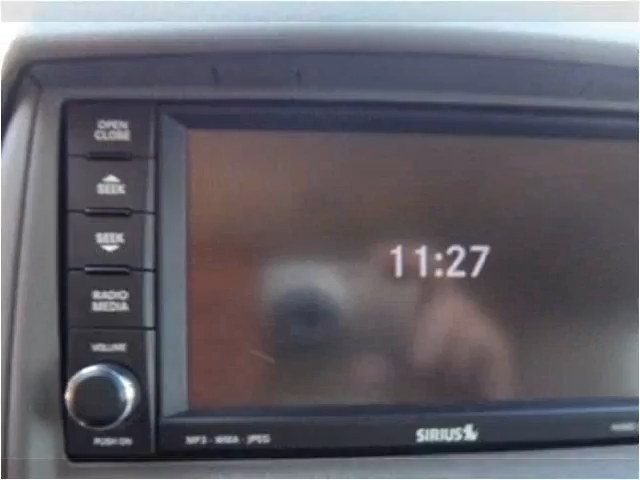 OPEN
CLOSE
SEEK
SEEK
RADIO
MEDIA
VOLUME
PUSH ON
11:27
MP3 - WMA - JPEG
SIRIUS